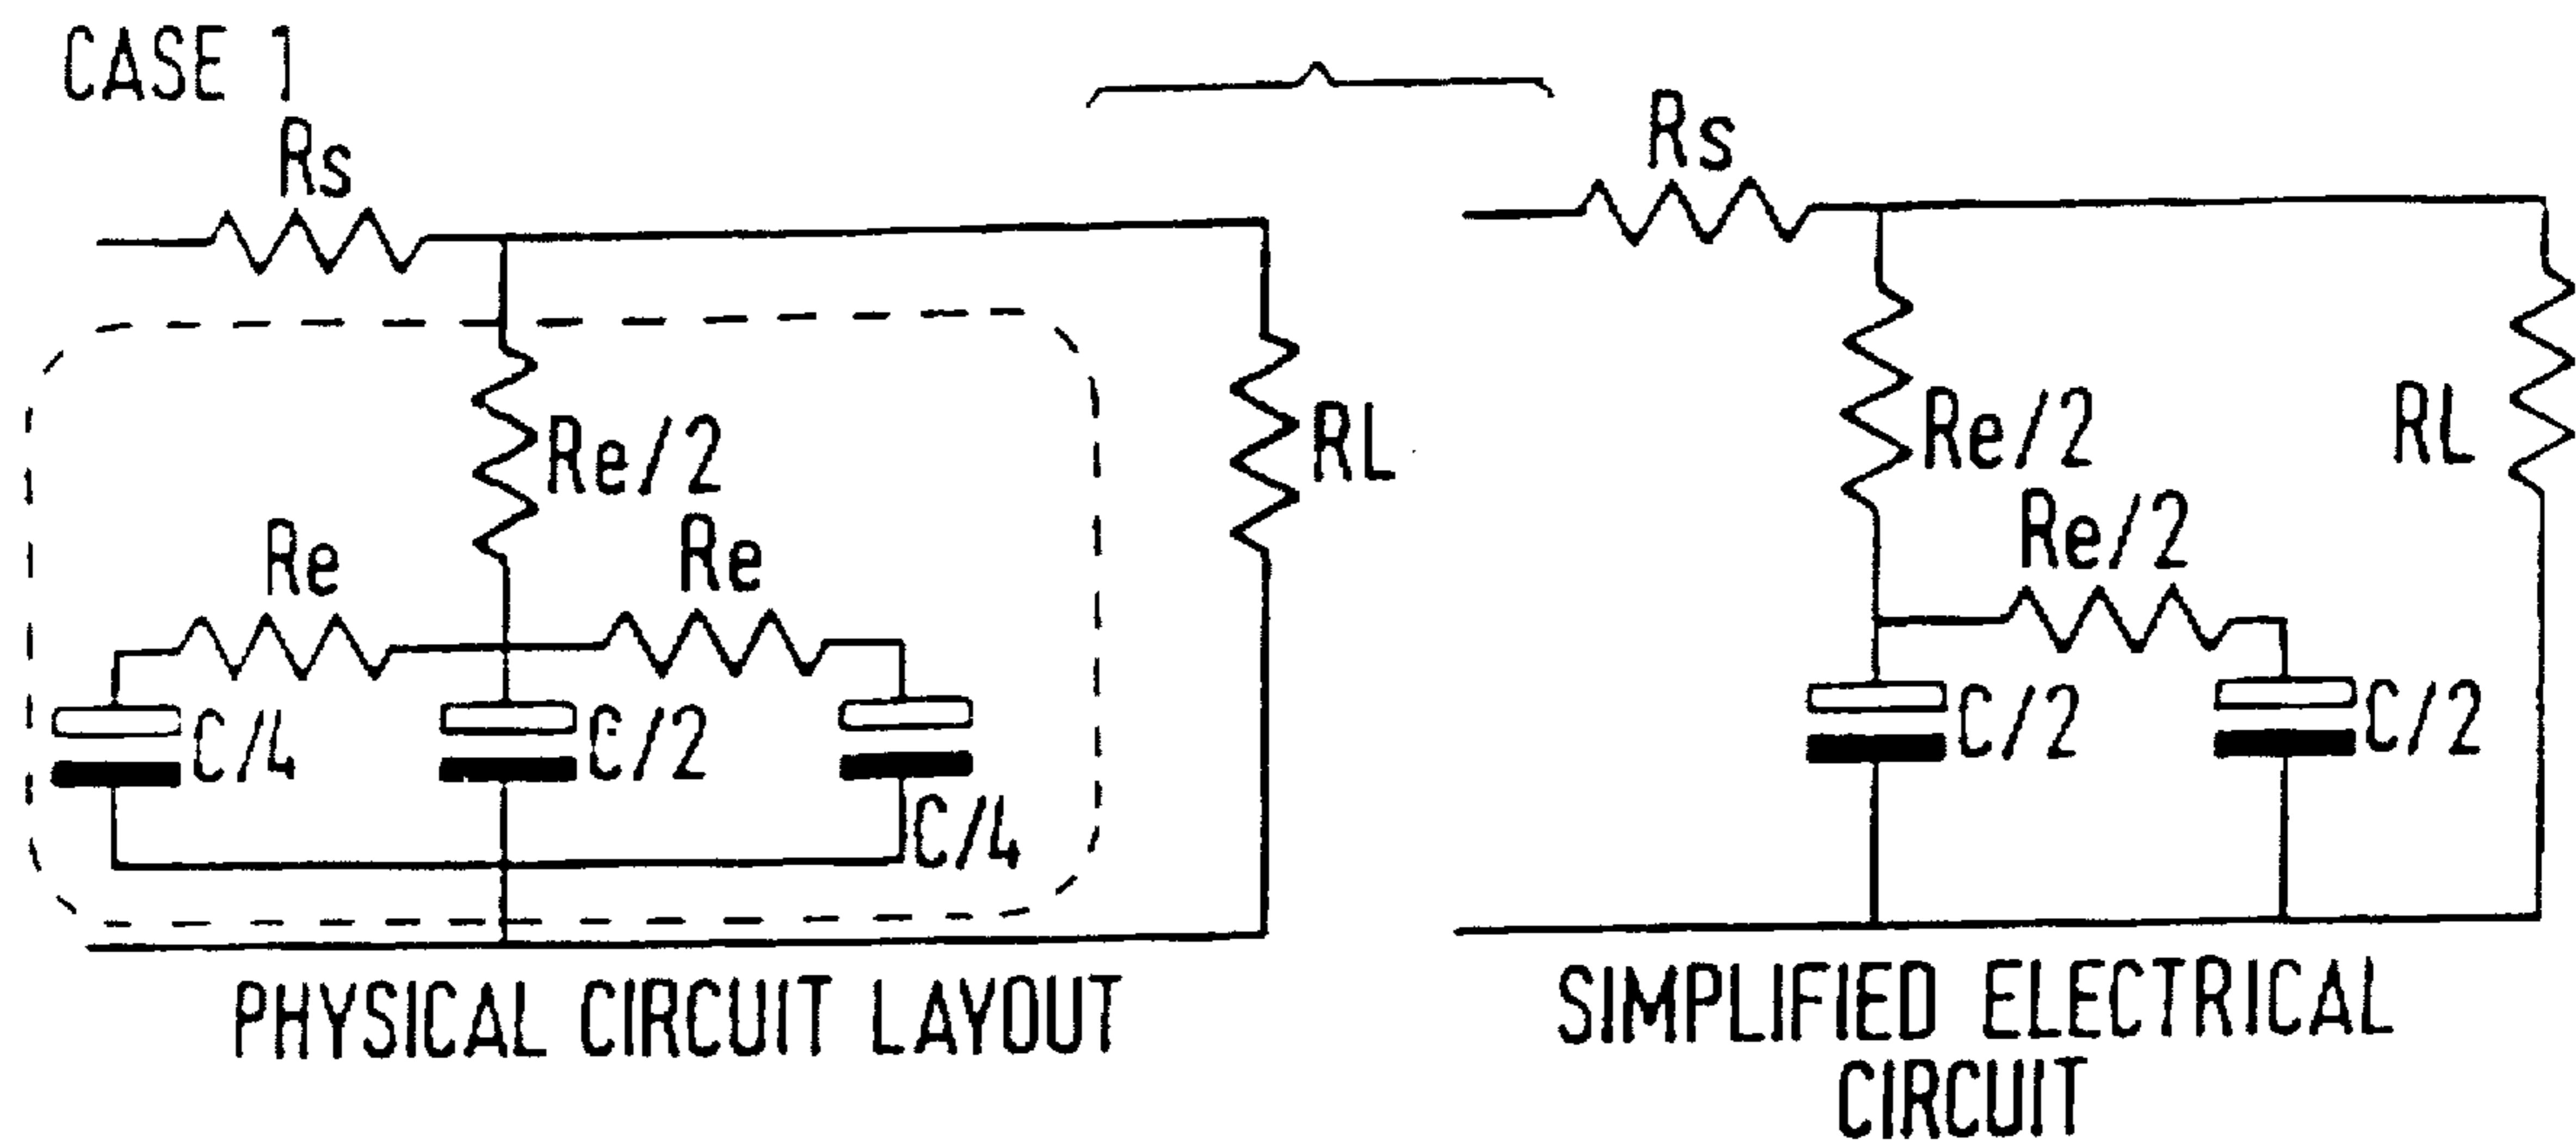 CASE 1
Rs
Re/2
RL
Re
Re
C/4
C/2
C/4
PHYSICAL CIRCUIT LAYOUT
Rs
Re/2
RL
Re/2
C/2
C/2
SIMPLIFIED ELECTRICAL
CIRCUIT